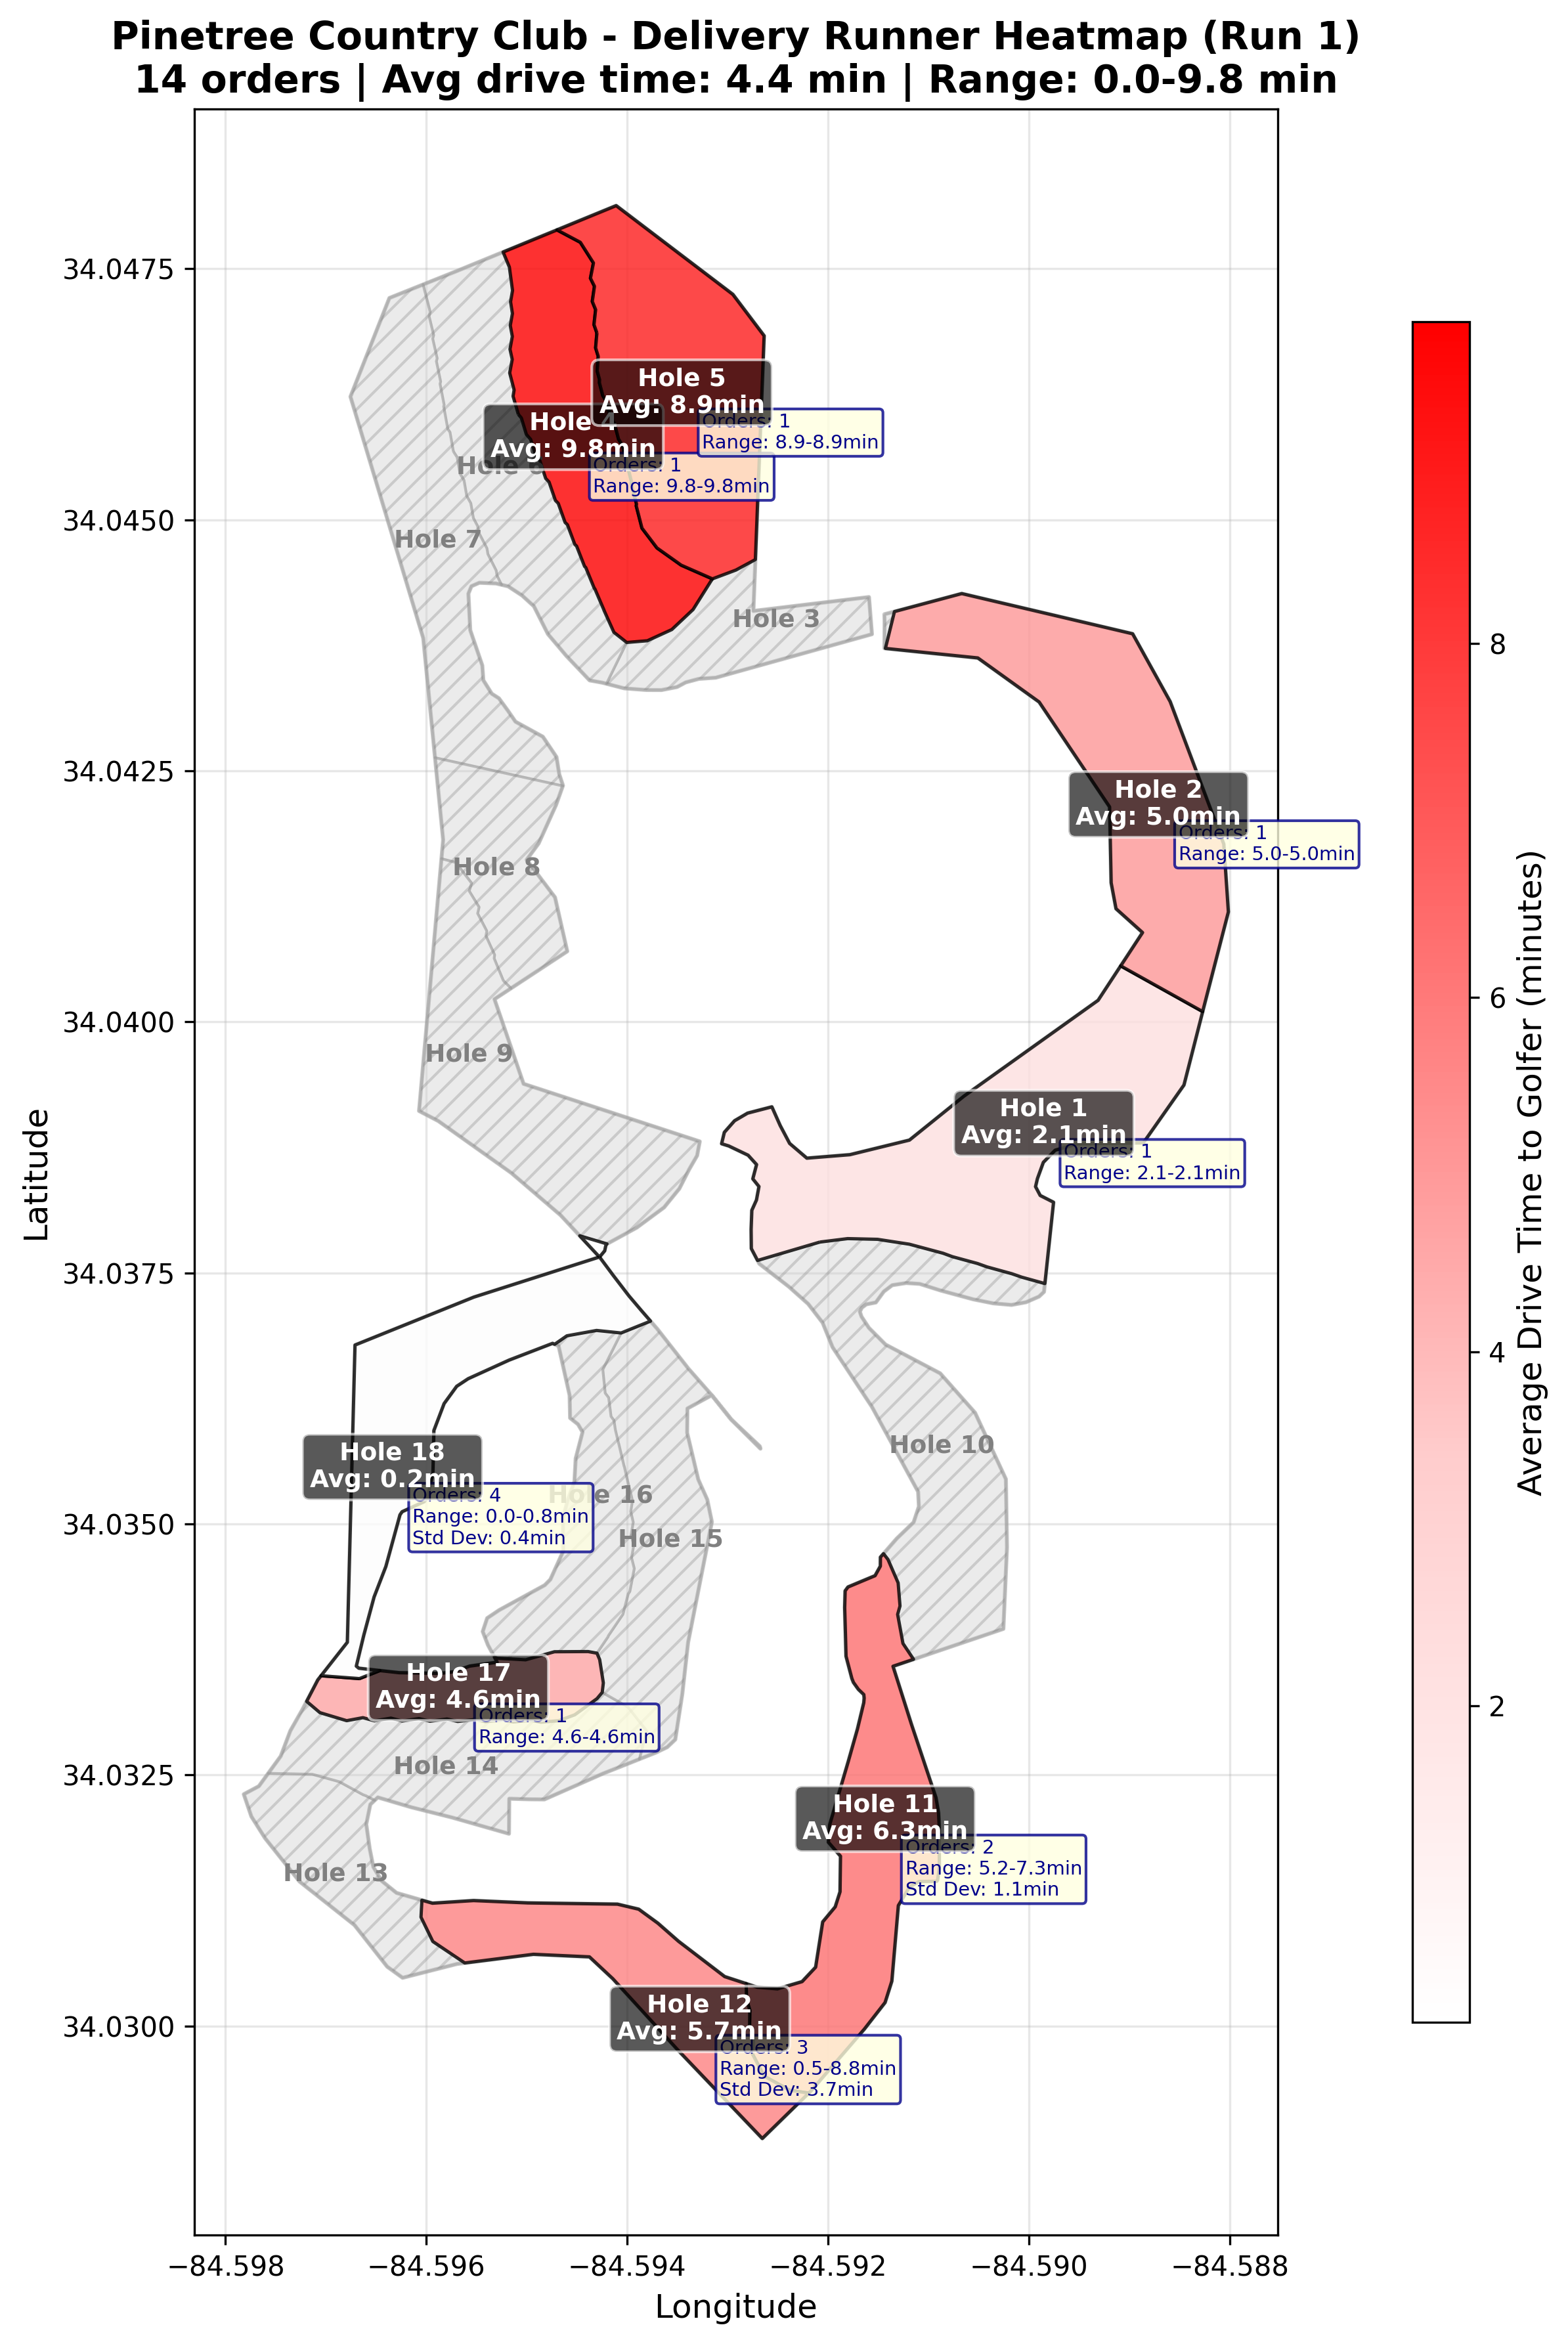 Pinetree Country Club - Delivery Runner Heatmap (Run 1)
14 orders | Avg drive time: 4.4 min | Range: 0.0-9.8 min
34.0475
34.0450
34.0425
34.0400
34.0375
34.0350
34.0325
34.0300
Latitude
−84.598
−84.596
−84.594
−84.592
−84.590
−84.588
Longitude
Hole 5
Avg: 8.9min
Orders: 1
Range: 8.9-8.9min
Hole 4
Avg: 9.8min
Orders: 1
Range: 9.8-9.8min
Hole 6
Hole 7
Hole 3
Hole 2
Avg: 5.0min
Orders: 1
Range: 5.0-5.0min
Hole 8
Hole 9
Hole 1
Avg: 2.1min
Orders: 1
Range: 2.1-2.1min
Hole 10
Hole 18
Avg: 0.2min
Orders: 4
Range: 0.0-0.8min
Std Dev: 0.4min
Hole 16
Hole 15
Hole 17
Avg: 4.6min
Orders: 1
Range: 4.6-4.6min
Hole 14
Hole 13
Hole 11
Avg: 6.3min
Orders: 2
Range: 5.2-7.3min
Std Dev: 1.1min
Hole 12
Avg: 5.7min
Orders: 3
Range: 0.5-8.8min
Std Dev: 3.7min
8
6
4
2
Average Drive Time to Golfer (minutes)